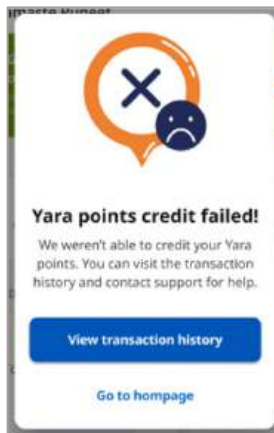 Yara points credit failed!
We weren't able to credit your Yara
points. You can visit the transaction
history and contact support for help.
View transaction history
Go to hompage